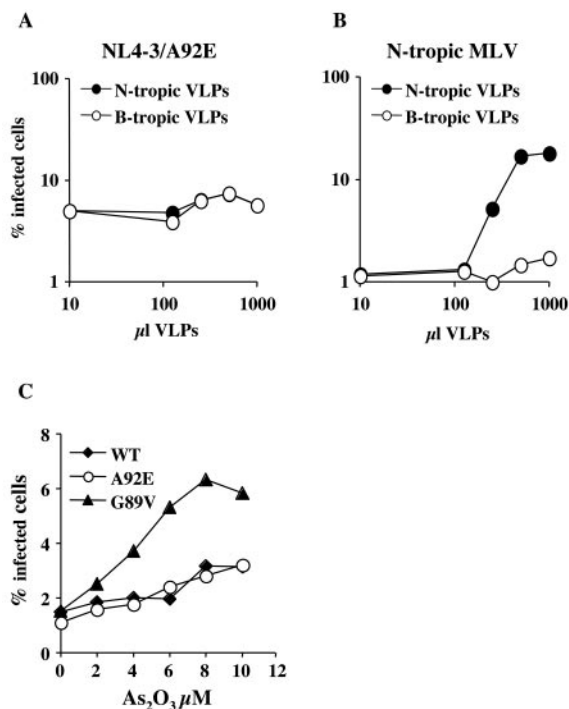 A
NL4-3/A92E
100
10
1
% infected cells
N-tropic VLPs
B-tropic VLPs
10
100
1000
µl VLPs
B
N-tropic MLV
100
10
1
% infected cells
N-tropic VLPs
B-tropic VLPs
10
100
1000
µl VLPs
C
8
6
4
2
0
% infected cells
WT
A92E
G89V
0 2 4 6 8 10 12
As₂O₃ µM